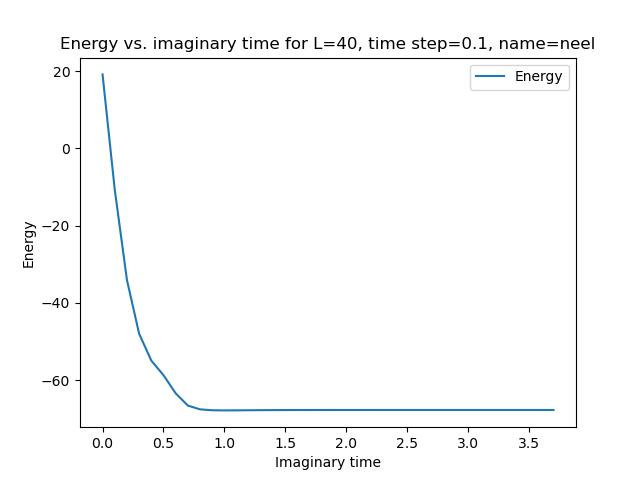 Energy vs. imaginary time for L=40, time step=0.1, name=neel
Energy
20
0
−20
−40
−60
Energy
0.0 0.5 1.0 1.5 2.0 2.5 3.0 3.5
Imaginary time